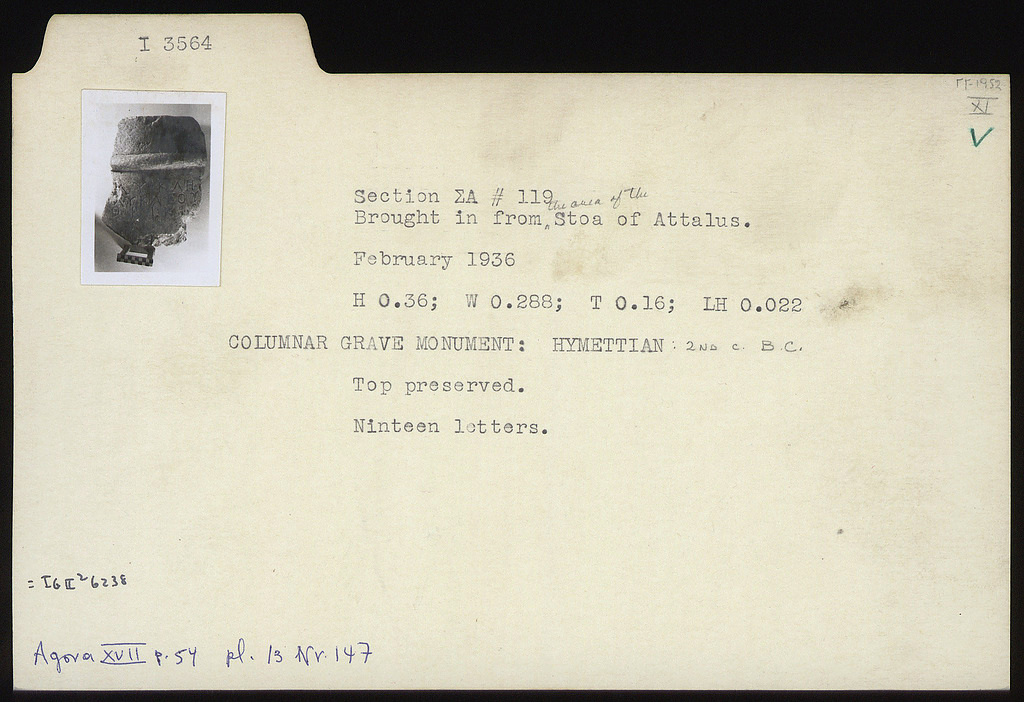 I 3564
FF-1952
XI
V
Section ΣΑ # 119
the area of the
Brought in from Stoa of Attalus.
February 1936
H 0.36; W 0.288; T 0.16; LH 0.022
COLUMNAR GRAVE MONUMENT: HYMETTIAN : 2ND C. B.C.
Top preserved.
Ninteen letters.
= IG II² 6238
Agora XVII p. 54 pl. 13 Nr. 147